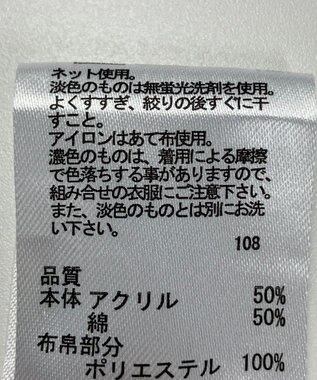 ネット使用。
淡色のものは無蛍光洗剤を使用。
よくすすぎ、絞りの後すぐに干
すこと。
アイロンはあて布使用。
濃色のものは、着用による摩擦
で色落ちする事がありますので、
組み合せの衣服にご注意下さい。
また、淡色のものとは別にお洗
い下さい。
108
品質
本体 アクリル 50%
綿 50%
布帛部分
ポリエステル 100%